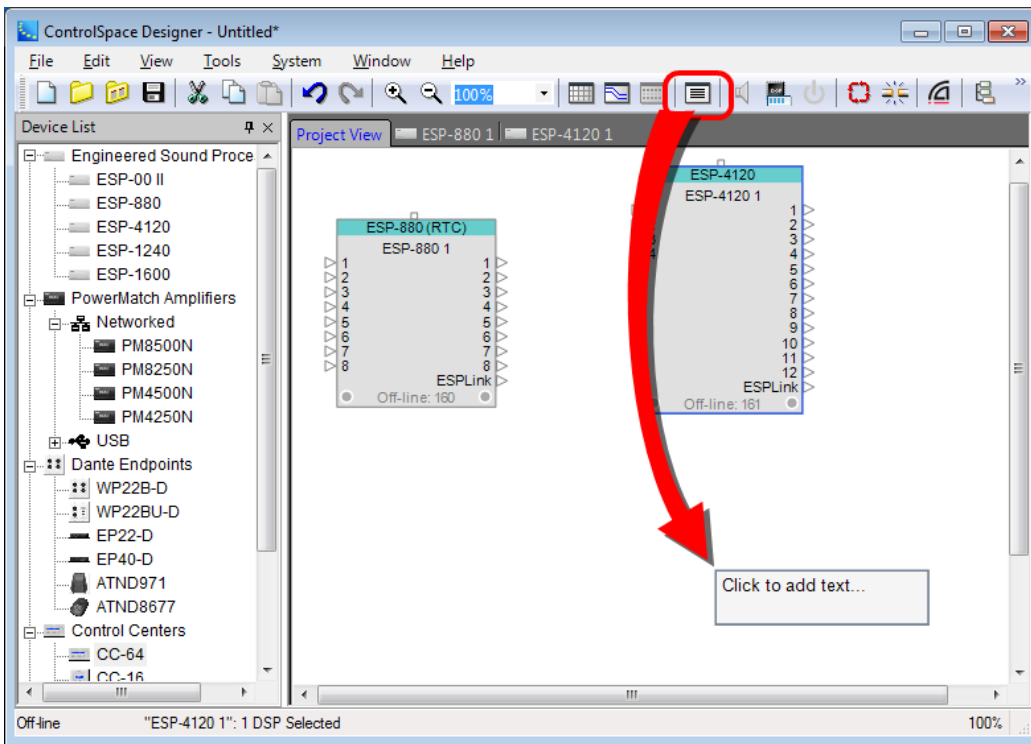 ControlSpace Designer - Untitled*
File Edit View Tools System Window Help
100%
Device List
Project View ESP-880 1 ESP-4120 1
Engineered Sound Proce
ESP-00 II
ESP-880
ESP-4120
ESP-1240
ESP-1600
PowerMatch Amplifiers
Networked
PM8500N
PM8250N
PM4500N
PM4250N
USB
Dante Endpoints
WP22B-D
WP22BU-D
EP22-D
EP40-D
ATND971
ATND8677
Control Centers
CC-64
CC-16
ESP-880 (RTC)
ESP-880 1
1 1
2 2
3 3
4 4
5 5
6 6
7 7
8 8
ESPLink
Off-line: 160
ESP-4120
ESP-4120 1
1
2
3 3
4 4
5
6
7
8
9
10
11
12
ESPLink
Off-line: 161
Click to add text...
Off-line "ESP-4120 1": 1 DSP Selected 100%